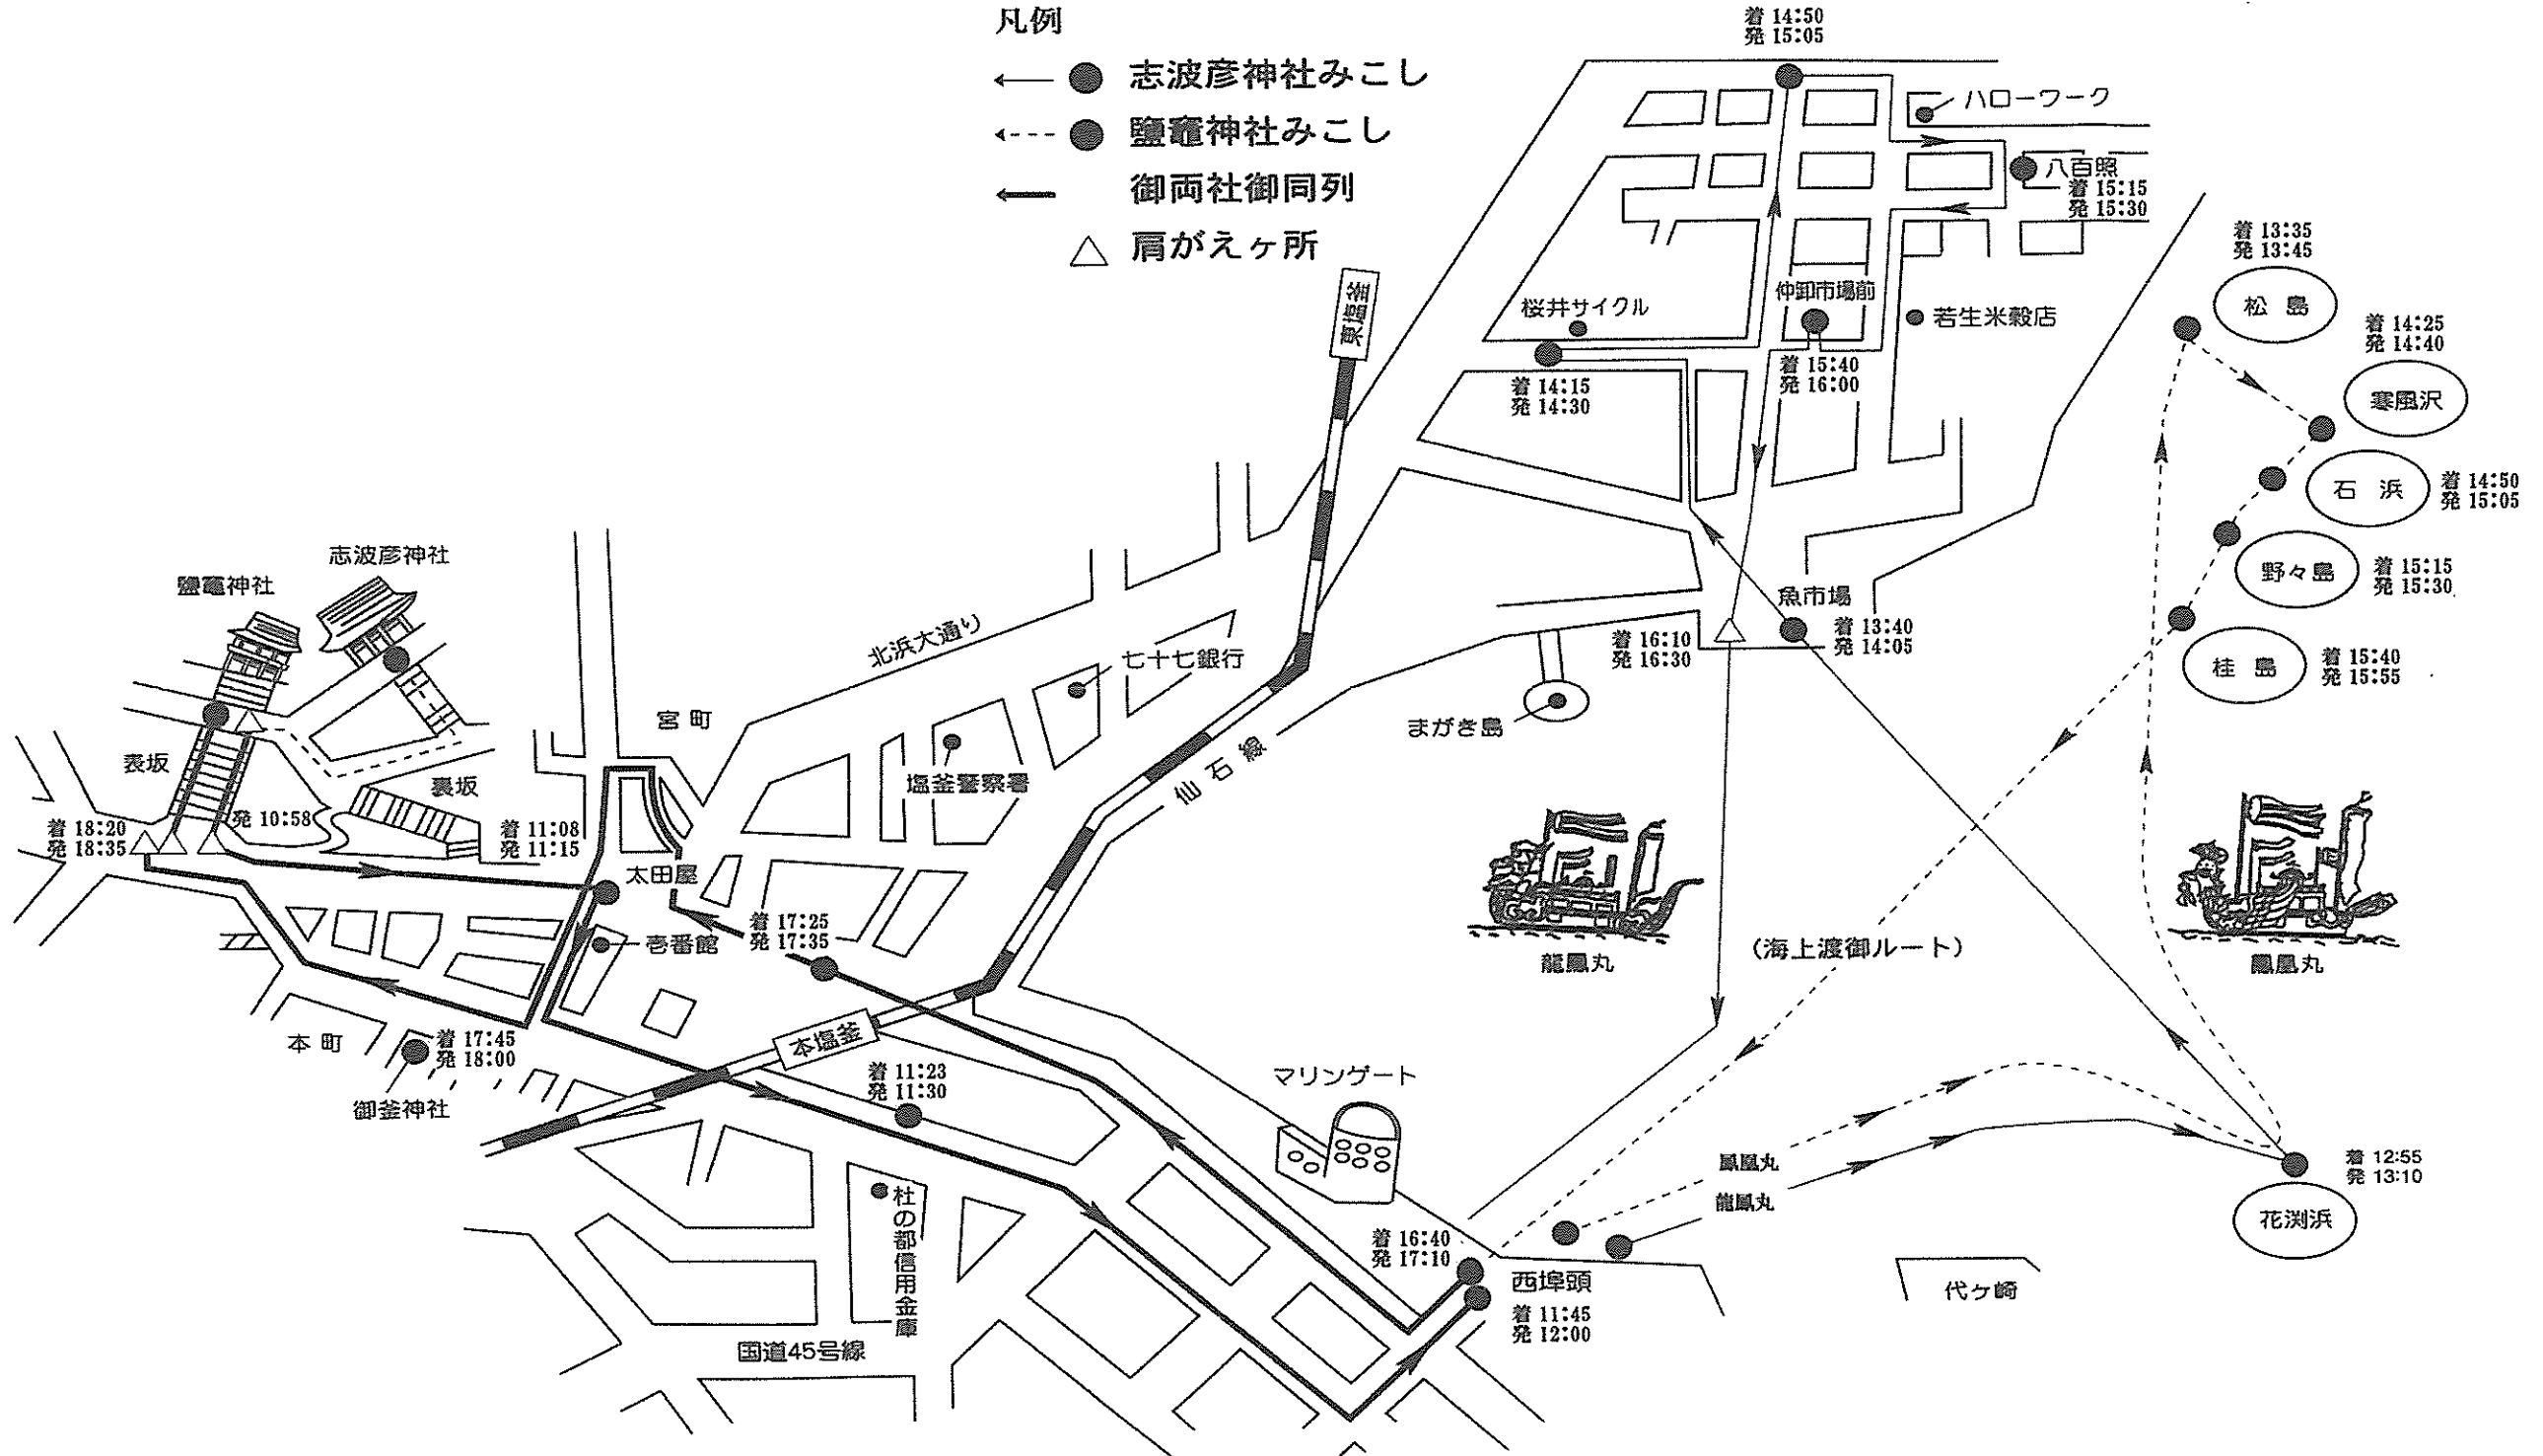 凡例
志波彦神社みこし
鹽竈神社みこし
御両社御同列
肩がえヶ所
着 14:50
発 15:05
ハローワーク
八百照
着 15:15
発 15:30
着 13:35
発 13:45
松島
着 14:25
発 14:40
寒風沢
石浜
着 14:50
発 15:05
野々島
着 15:15
発 15:30
桂島
着 15:40
発 15:55
東塩釜
桜井サイクル
着 14:15
発 14:30
仲卸市場前
着 15:40
発 16:00
若生米穀店
魚市場
着 13:40
発 14:05
着 16:10
発 16:30
まがき島
志波彦神社
鹽竈神社
表坂
裏坂
発 10:58
着 18:20
発 18:35
着 11:08
発 11:15
太田屋
宮町
北浜大通り
七十七銀行
塩釜警察署
仙石線
壱番館
着 17:25
発 17:35
本塩釜
本町
着 17:45
発 18:00
御釜神社
着 11:23
発 11:30
杜の都信用金庫
国道45号線
マリンゲート
着 16:40
発 17:10
西埠頭
着 11:45
発 12:00
龍鳳丸
(海上渡御ルート)
鳳凰丸
鳳凰丸
龍鳳丸
着 12:55
発 13:10
花渕浜
代ヶ崎